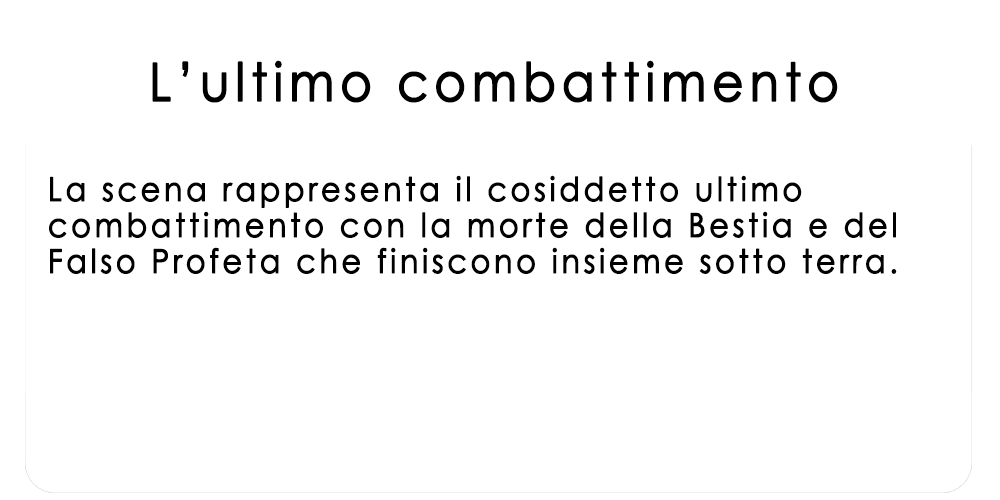 L’ultimo combattimento
La scena rappresenta il cosiddetto ultimo
combattimento con la morte della Bestia e del
Falso Profeta che finiscono insieme sotto terra.